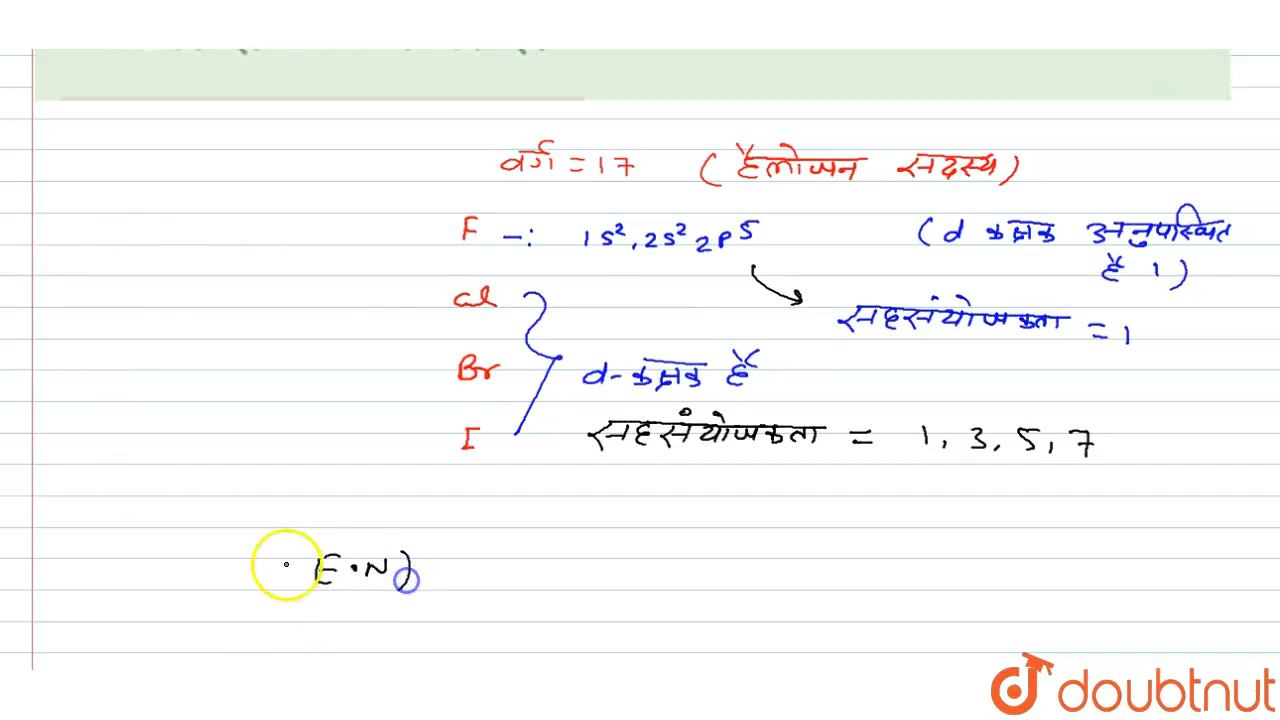 वर्ग = 17 (हैलोजन सदस्य)
F -: 1s², 2s² 2p⁵ (d कक्षक अनुपस्थित
है।)
Cl
सहसंयोजकता = 1
Br d-कक्षक है
I सहसंयोजकता = 1, 3, 5, 7
(E.N)
doubtnut